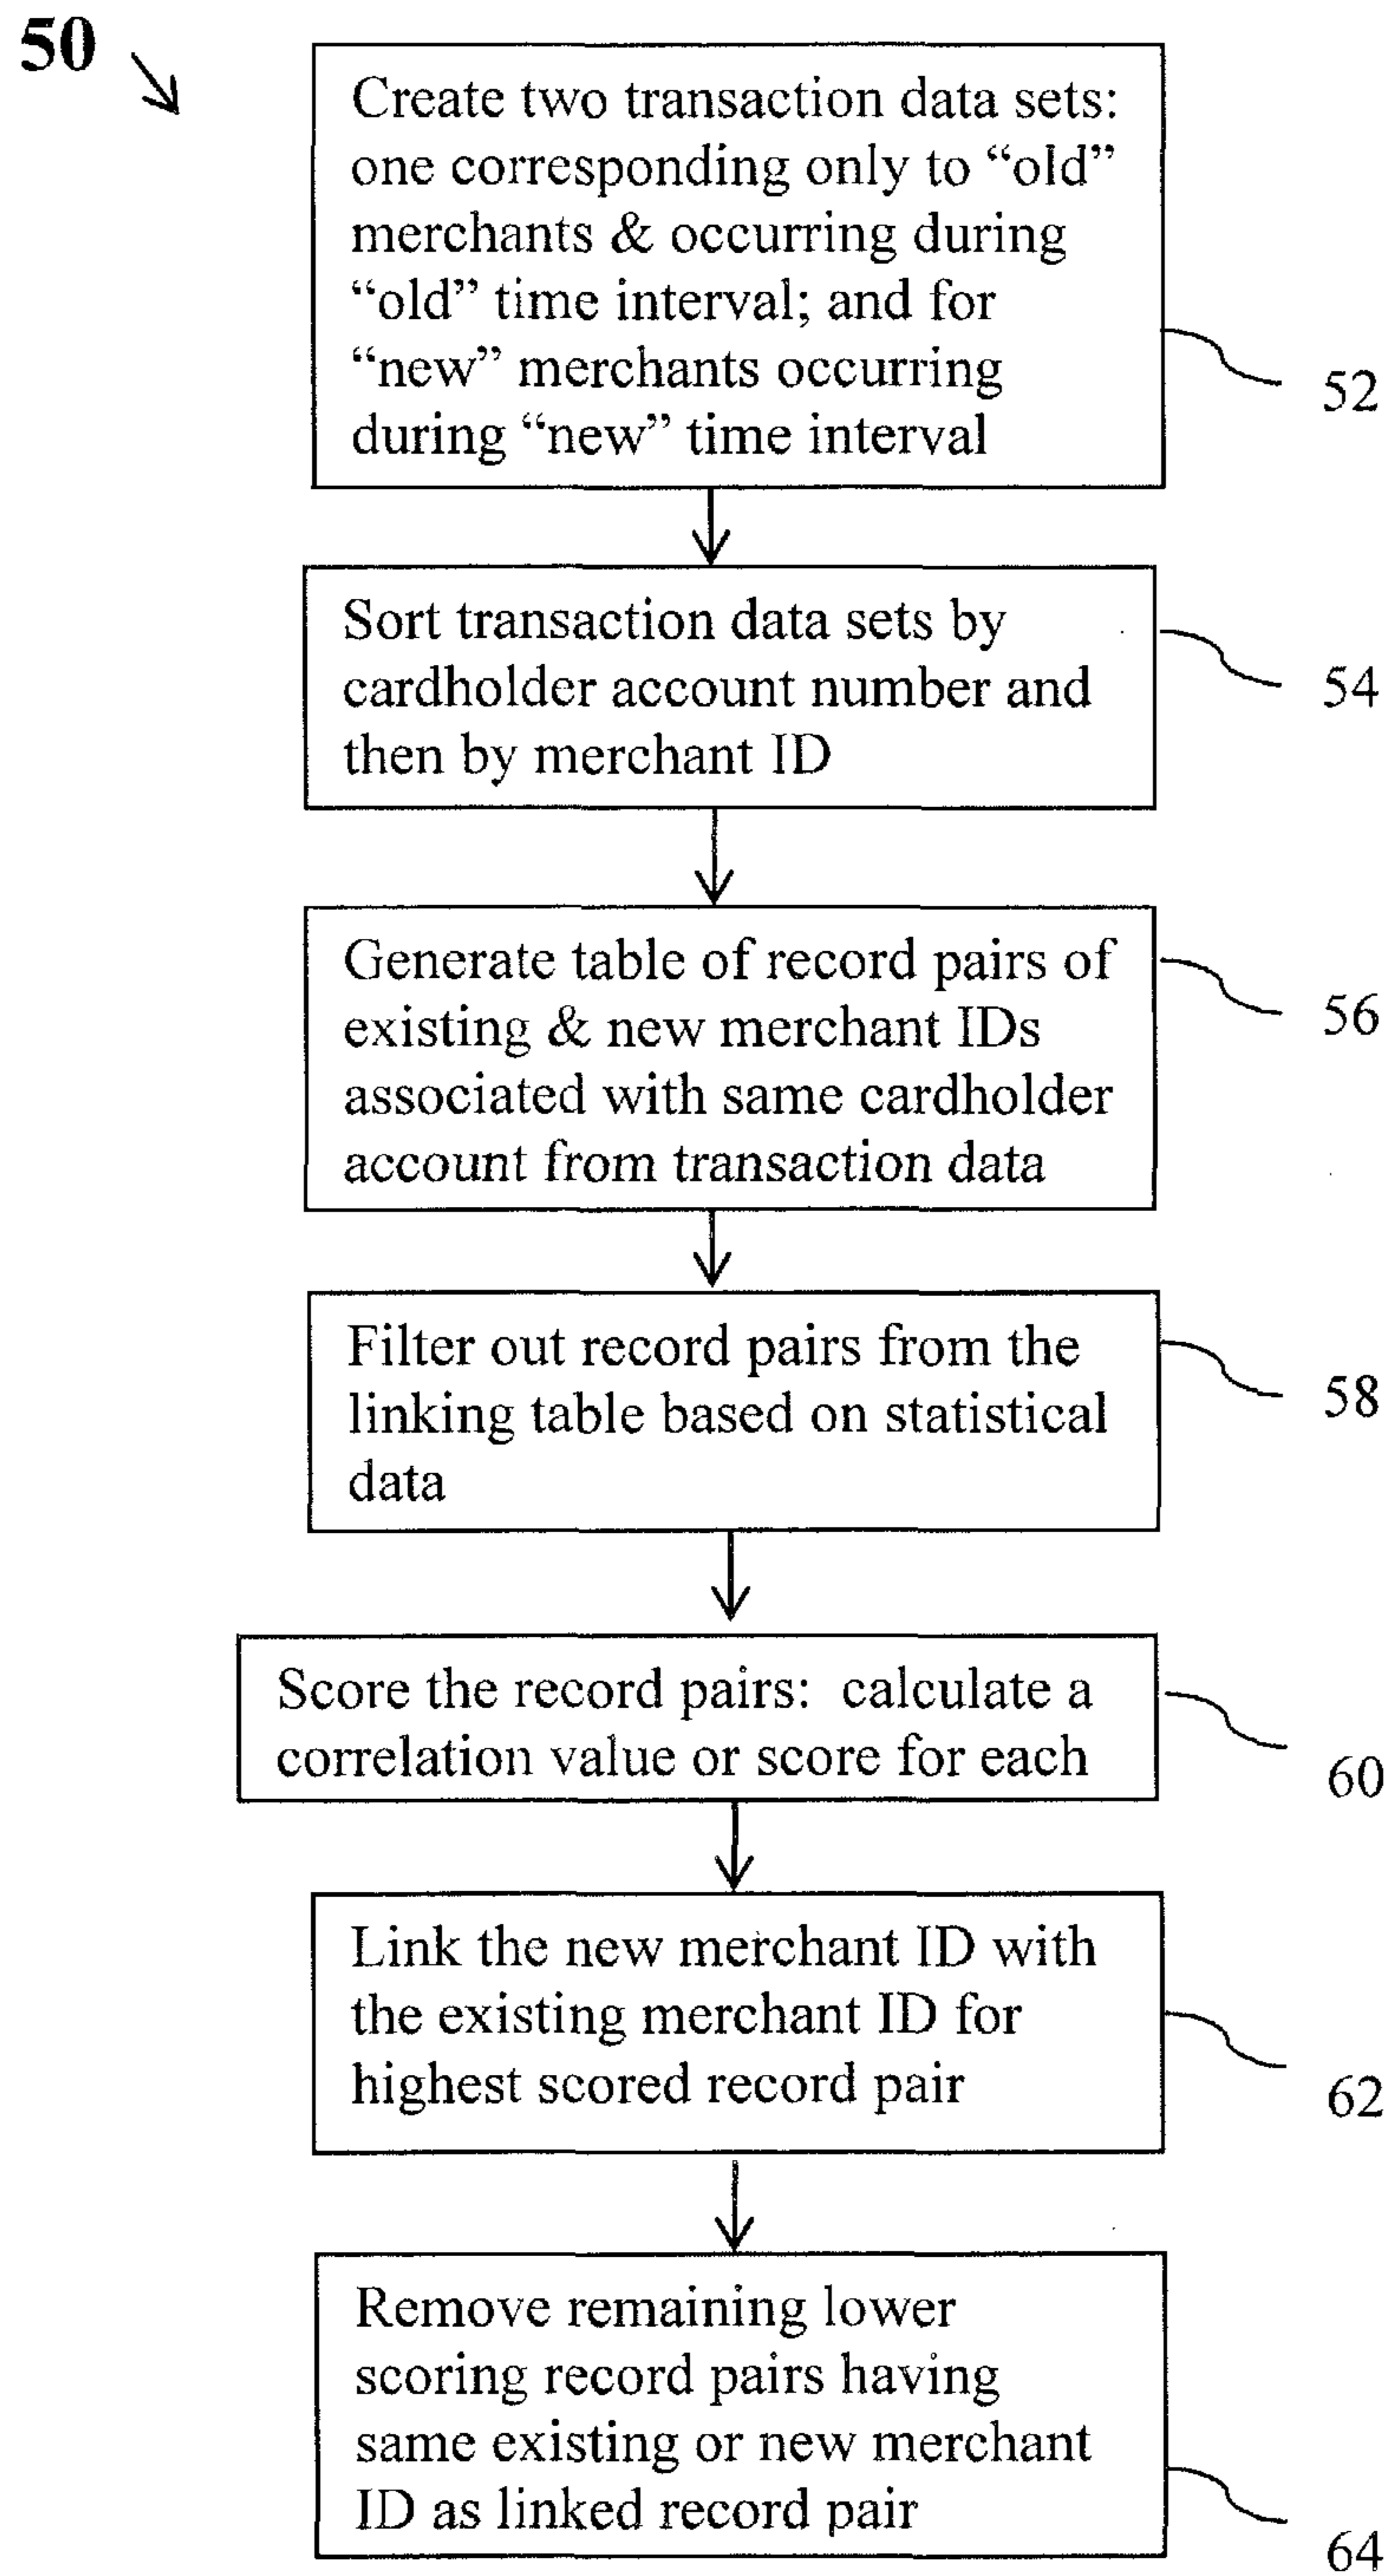 50
Create two transaction data sets:
one corresponding only to “old”
merchants & occurring during
“old” time interval; and for
“new” merchants occurring
during “new” time interval
52
Sort transaction data sets by
cardholder account number and
then by merchant ID
54
Generate table of record pairs of
existing & new merchant IDs
associated with same cardholder
account from transaction data
56
Filter out record pairs from the
linking table based on statistical
data
58
Score the record pairs:  calculate a
correlation value or score for each
60
Link the new merchant ID with
the existing merchant ID for
highest scored record pair
62
Remove remaining lower
scoring record pairs having
same existing or new merchant
ID as linked record pair
64